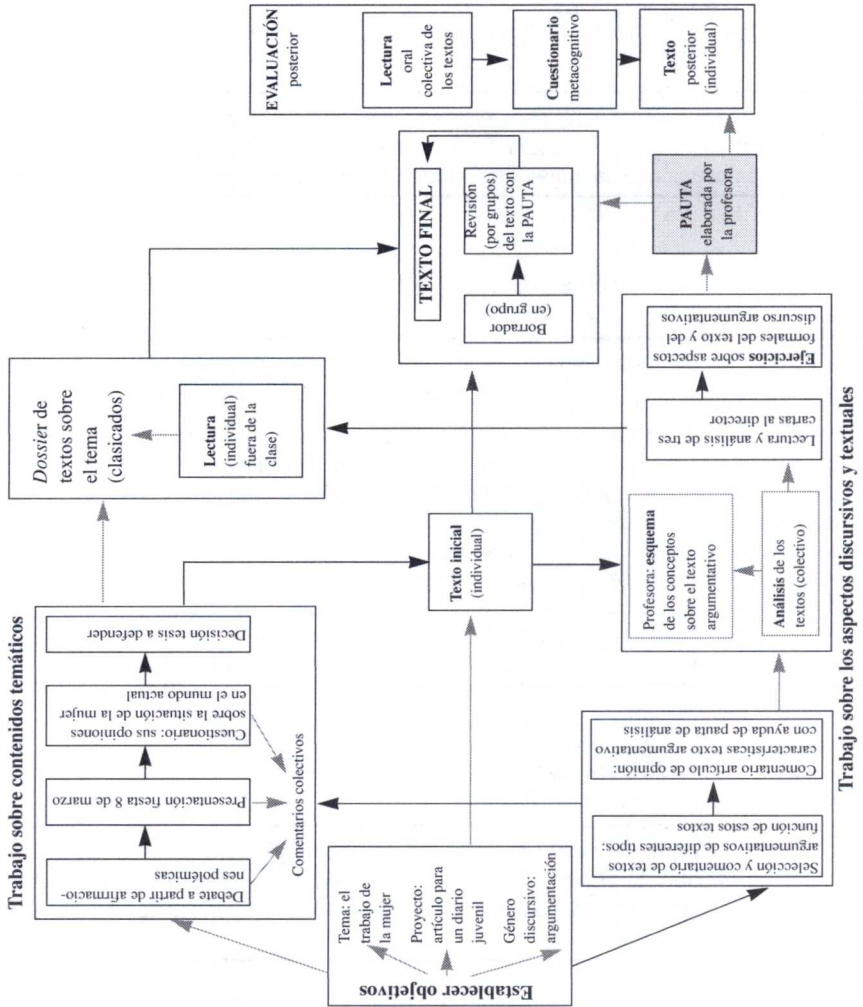 Trabajo sobre contenidos temáticos
Debate a partir de afirmacio-
nes polémicas
Presentación fiesta 8 de marzo
Cuestionario: sus opiniones
sobre la situación de la mujer
en el mundo actual
Decisión tesis a defender
Comentarios colectivos
Dossier de
textos sobre
el tema
(clasicados)
Lectura
(individual)
fuera de la
clase)
Establecer objetivos
Tema: el
trabajo de
la mujer
Proyecto:
artículo para
un diario
juvenil
Género
discursivo:
argumentación
Texto inicial
(individual)
TEXTO FINAL
Borrador
(en grupo)
Revisión
(por grupos)
del texto con
la PAUTA
EVALUACIÓN
posterior
Lectura
oral
colectiva de
los textos
Cuestionario
metacognitivo
Texto
posterior
(individual)
PAUTA
elaborada por
la profesora
Selección y comentario de textos
argumentativos de diferentes tipos:
función de estos textos
Comentario artículo de opinión:
características texto argumentativo
con ayuda de pauta de análisis
Profesora: esquema
de los conceptos
sobre el texto
argumentativo
Análisis de los
textos (colectivo)
Lectura y análisis de tres
cartas al director
Ejercicios sobre aspectos
formales del texto y del
discurso argumentativos
Trabajo sobre los aspectos discursivos y textuales